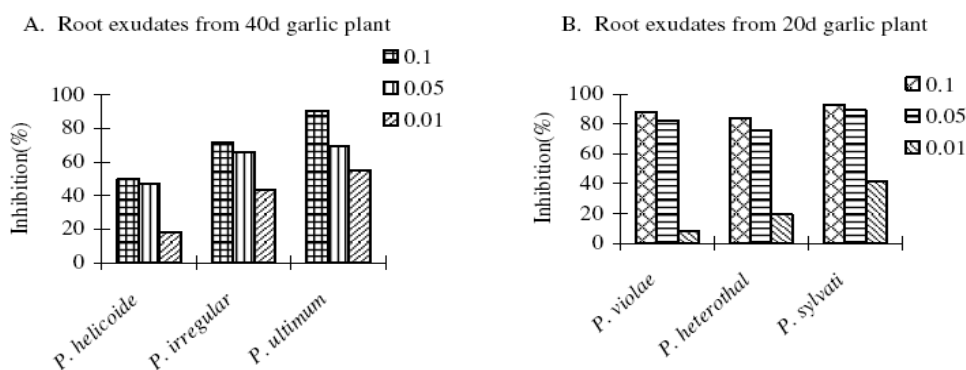 A. Root exudates from 40d garlic plant
0.1
0.05
0.01
100
80
60
40
20
0
Inhibition(%)
P. helicoide
P. irregular
P. ultimum
B. Root exudates from 20d garlic plant
0.1
0.05
0.01
100
80
60
40
20
0
Inhibition(%)
P. violae
P. heterothal
P. sylvati